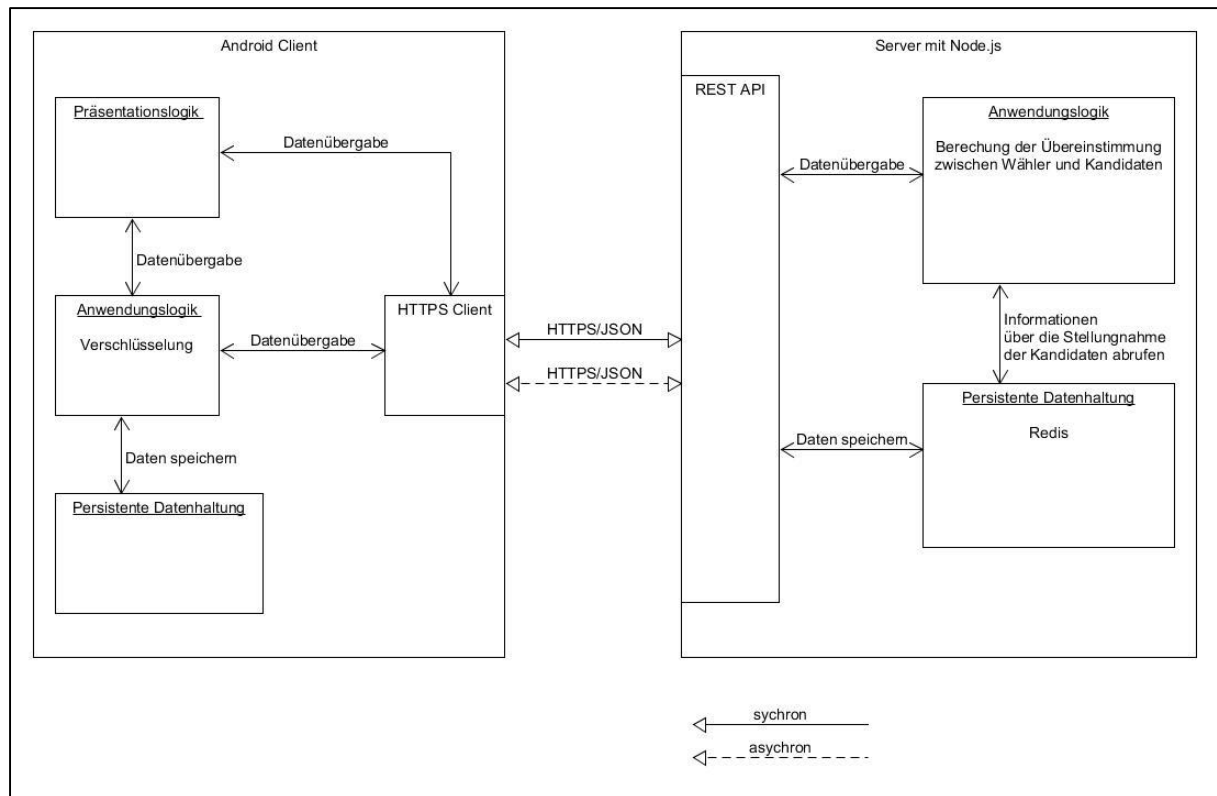 Android Client
Präsentationslogik
Datenübergabe
Datenübergabe
Anwendungslogik
Verschlüsselung
Datenübergabe
HTTPS Client
Daten speichern
Persistente Datenhaltung
HTTPS/JSON
HTTPS/JSON
Server mit Node.js
REST API
Anwendungslogik
Berechung der Übereinstimmung
zwischen Wähler und Kandidaten
Datenübergabe
Informationen
über die Stellungnahme
der Kandidaten abrufen
Persistente Datenhaltung
Redis
Daten speichern
sychron
asychron